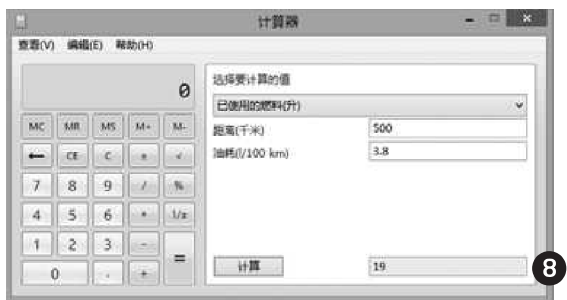 计算器
查看(V) 编辑(E) 帮助(H)
0
MC MR MS M+ M-
← CE C ± √
7 8 9 / %
4 5 6 * 1/x
1 2 3 - =
0 . +
选择要计算的值
已使用的燃料(升)
距离(千米) 500
油耗(l/100 km) 3.8
计算 19
8